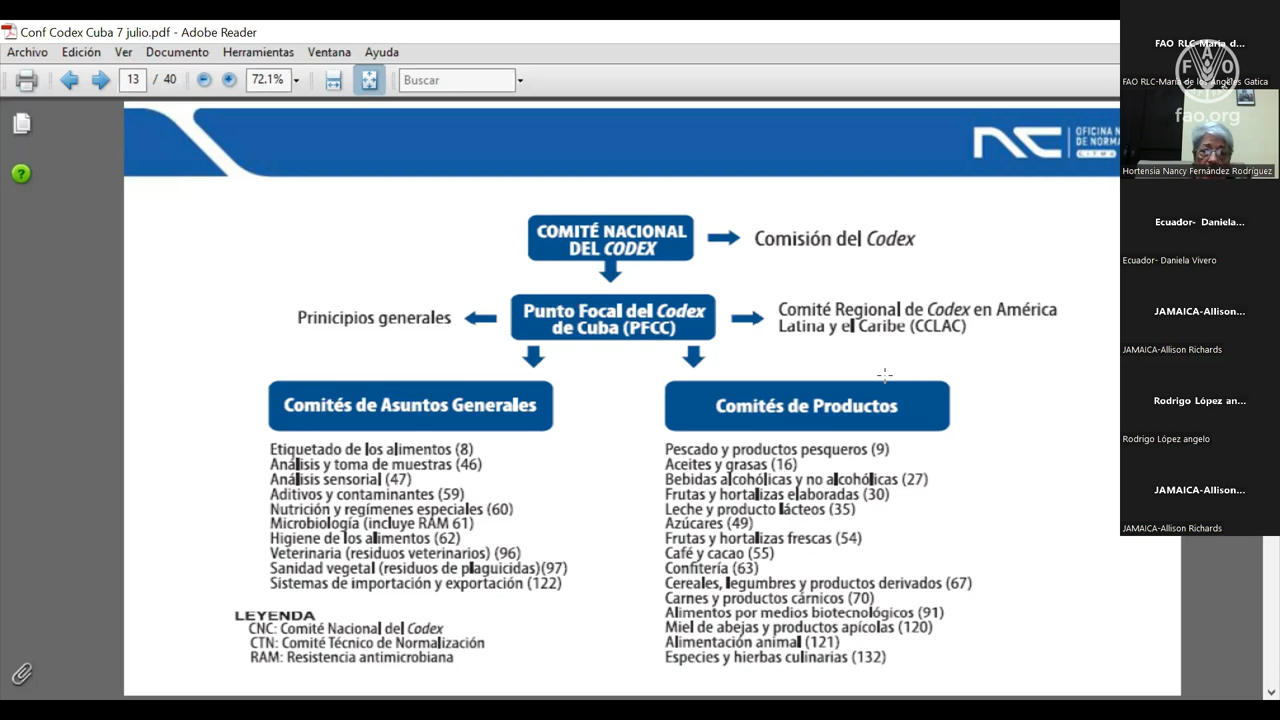 Conf Codex Cuba 7 julio.pdf - Adobe Reader
Archivo Edición Ver Documento Herramientas Ventana Ayuda
13 / 40 72.1% Buscar
NC OFICINA N
DE NORMA
CITMA
COMITÉ NACIONAL
DEL CODEX
Comisión del Codex
Prinicipios generales
Punto Focal del Codex
de Cuba (PFCC)
Comité Regional de Codex en América
Latina y el Caribe (CCLAC)
Comités de Asuntos Generales
Etiquetado de los alimentos (8)
Análisis y toma de muestras (46)
Análisis sensorial (47)
Aditivos y contaminantes (59)
Nutrición y regímenes especiales (60)
Microbiología (incluye RAM 61)
Higiene de los alimentos (62)
Veterinaria (residuos veterinarios) (96)
Sanidad vegetal (residuos de plaguicidas)(97)
Sistemas de importación y exportación (122)
Comités de Productos
Pescado y productos pesqueros (9)
Aceites y grasas (16)
Bebidas alcohólicas y no alcohólicas (27)
Frutas y hortalizas elaboradas (30)
Leche y producto lácteos (35)
Azúcares (49)
Frutas y hortalizas frescas (54)
Café y cacao (55)
Confitería (63)
Cereales, legumbres y productos derivados (67)
Carnes y productos cárnicos (70)
Alimentos por medios biotecnológicos (91)
Miel de abejas y productos apícolas (120)
Alimentación animal (121)
Especies y hierbas culinarias (132)
LEYENDA
CNC: Comité Nacional del Codex
CTN: Comité Técnico de Normalización
RAM: Resistencia antimicrobiana
FAO RLC-Maria d...
FAO RLC-María de los Ángeles Gatica
fao.org
Hortensia Nancy Fernández Rodríguez
Ecuador- Daniela...
Ecuador- Daniela Vivero
JAMAICA-Allison...
JAMAICA-Allison Richards
Rodrigo López an...
Rodrigo López angelo
JAMAICA-Allison...
JAMAICA-Allison Richards